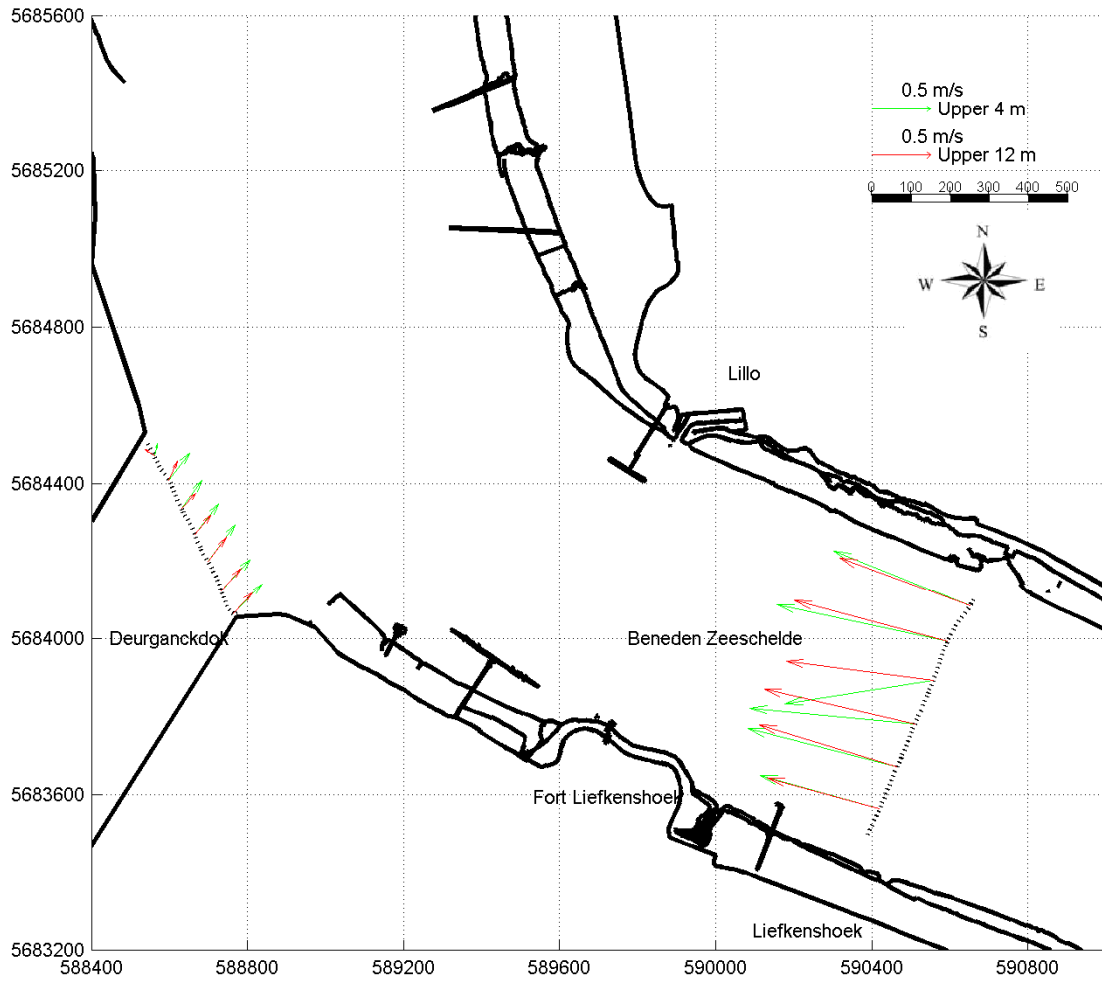 5685600
5685200
5684800
5684400
5684000
5683600
5683200
588400 588800 589200 589600 590000 590400 590800
0.5 m/s
Upper 4 m
0.5 m/s
Upper 12 m
0 100 200 300 400 500
N
W E
S
Lillo
Deurganckdok
Beneden Zeeschelde
Fort Liefkenshoek
Liefkenshoek